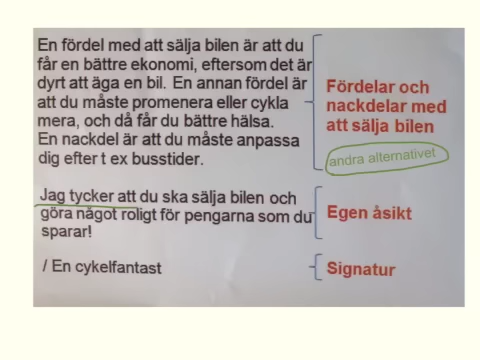 En fördel med att sälja bilen är att du
får en bättre ekonomi, eftersom det är
dyrt att äga en bil. En annan fördel är
att du måste promenera eller cykla
mera, och då får du bättre hälsa.
En nackdel är att du måste anpassa
dig efter t ex busstider.
Fördelar och
nackdelar med
att sälja bilen
andra alternativet
Jag tycker att du ska sälja bilen och
göra något roligt för pengarna som du
sparar!
Egen åsikt
/ En cykelfantast
Signatur